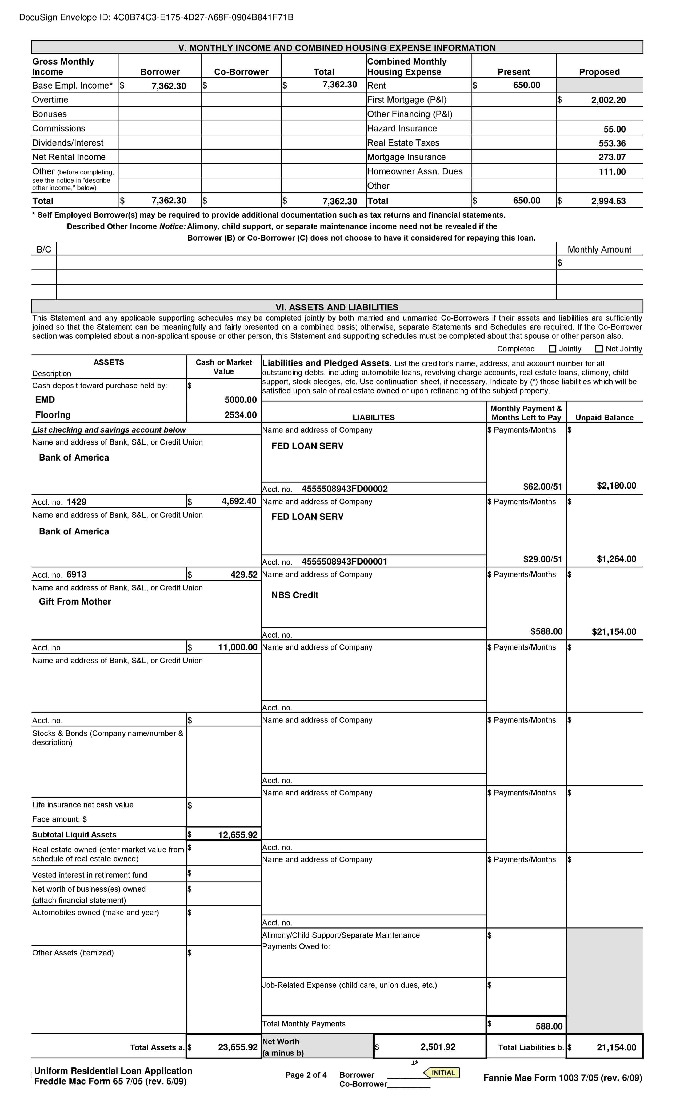 DocuSign Envelope ID: 4C0B74C3-E175-4D27-A68F-0904B841F71B
V. MONTHLY INCOME AND COMBINED HOUSING EXPENSE INFORMATION
Gross Monthly Income Borrower Co-Borrower Total Combined Monthly Housing Expense Present Proposed
Base Empl. Income* $ 7,362.30 $ $ 7,362.30 Rent $ 650.00
Overtime First Mortgage (P&I) $ 2,002.20
Bonuses Other Financing (P&I)
Commissions Hazard Insurance 55.00
Dividends/Interest Real Estate Taxes 553.36
Net Rental Income Mortgage Insurance 273.07
Other (before completing, see the notice in "describe other income," below) Homeowner Assn. Dues 111.00
Other
Total $ 7,362.30 $ $ 7,362.30 Total $ 650.00 $ 2,994.63
* Self Employed Borrower(s) may be required to provide additional documentation such as tax returns and financial statements.
Described Other Income Notice: Alimony, child support, or separate maintenance income need not be revealed if the
Borrower (B) or Co-Borrower (C) does not choose to have it considered for repaying this loan.
B/C Monthly Amount
$
VI. ASSETS AND LIABILITIES
This Statement and any applicable supporting schedules may be completed jointly by both married and unmarried Co-Borrowers if their assets and liabilities are sufficiently
joined so that the Statement can be meaningfully and fairly presented on a combined basis; otherwise, separate Statements and Schedules are required. If the Co-Borrower
section was completed about a non-applicant spouse or other person, this Statement and supporting schedules must be completed about that spouse or other person also.
Completed Jointly Not Jointly
ASSETS Cash or Market Value
Description
Liabilities and Pledged Assets. List the creditor's name, address, and account number for all
outstanding debts, including automobile loans, revolving charge accounts, real estate loans, alimony, child
support, stock pledges, etc. Use continuation sheet, if necessary. Indicate by (*) those liabilities which will be
satisfied upon sale of real estate owned or upon refinancing of the subject property.
Cash deposit toward purchase held by: $
EMD 5000.00
Flooring 2534.00
LIABILITES Monthly Payment & Months Left to Pay Unpaid Balance
List checking and savings account below
Name and address of Company $ Payments/Months $
Name and address of Bank, S&L, or Credit Union
FED LOAN SERV
Bank of America
Acct. no. 4555508943FD00002 $62.00/51 $2,180.00
Acct. no. 1429 $ 4,692.40 Name and address of Company $ Payments/Months $
Name and address of Bank, S&L, or Credit Union
FED LOAN SERV
Bank of America
Acct. no. 4555508943FD00001 $29.00/51 $1,264.00
Acct. no. 6913 $ 429.52 Name and address of Company $ Payments/Months $
Name and address of Bank, S&L, or Credit Union
NBS Credit
Gift From Mother
Acct. no. $588.00 $21,154.00
Acct. no. $ 11,000.00 Name and address of Company $ Payments/Months $
Name and address of Bank, S&L, or Credit Union
Acct. no.
Acct. no. $ Name and address of Company $ Payments/Months $
Stocks & Bonds (Company name/number & description)
Acct. no.
Name and address of Company $ Payments/Months $
Life insurance net cash value $
Face amount: $
Subtotal Liquid Assets $ 12,655.92
Acct. no.
Real estate owned (enter market value from schedule of real estate owned) $
Name and address of Company $ Payments/Months $
Vested interest in retirement fund $
Net worth of business(es) owned (attach financial statement) $
Automobiles owned (make and year) $
Acct. no.
Alimony/Child Support/Separate Maintenance Payments Owed to: $
Other Assets (itemized) $
Job-Related Expense (child care, union dues, etc.) $
Total Monthly Payments $ 588.00
Total Assets a. $ 23,655.92 Net Worth (a minus b) $ 2,501.92 Total Liabilities b. $ 21,154.00
Uniform Residential Loan Application
Freddie Mac Form 65 7/05 (rev. 6/09)
Page 2 of 4
Borrower
Co-Borrower
INITIAL
Fannie Mae Form 1003 7/05 (rev. 6/09)